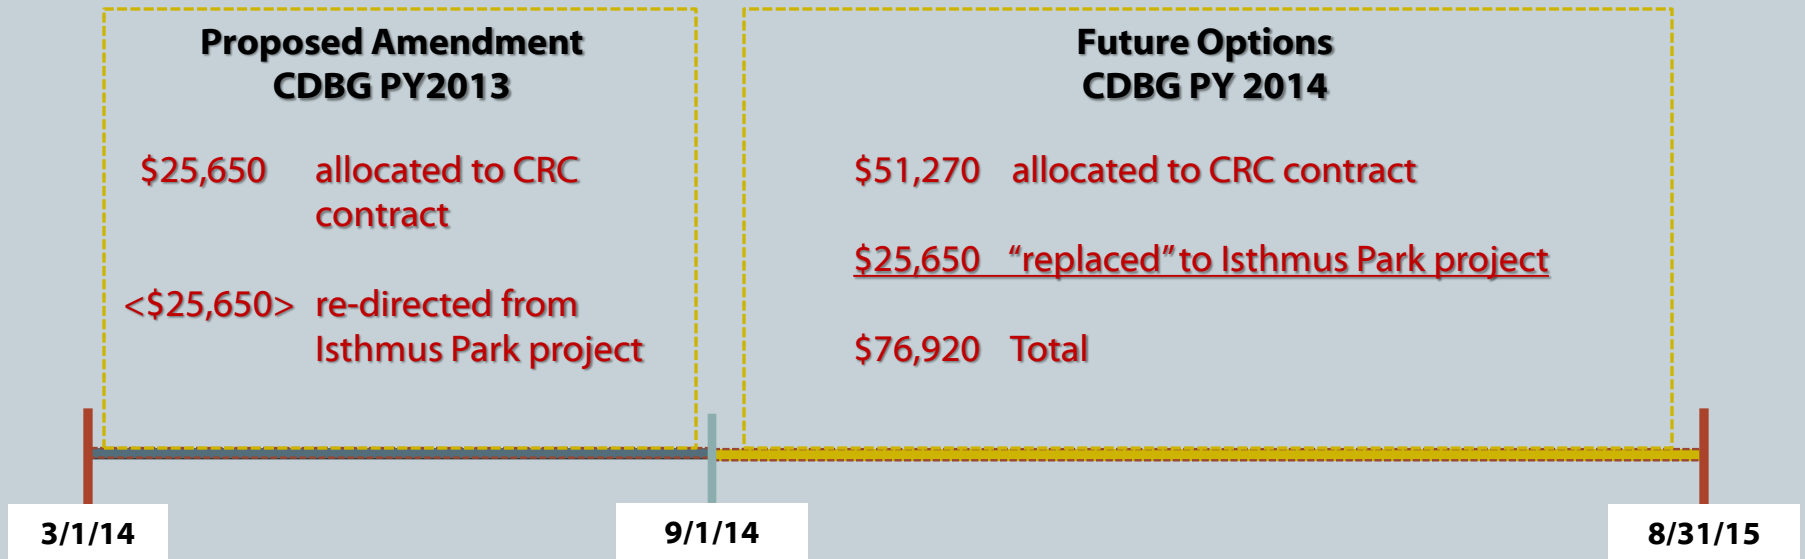 Proposed Amendment
CDBG PY2013
$25,650 allocated to CRC
contract
<$25,650> re-directed from
Isthmus Park project
Future Options
CDBG PY 2014
$51,270 allocated to CRC contract
$25,650 “replaced” to Isthmus Park project
$76,920 Total
3/1/14
9/1/14
8/31/15